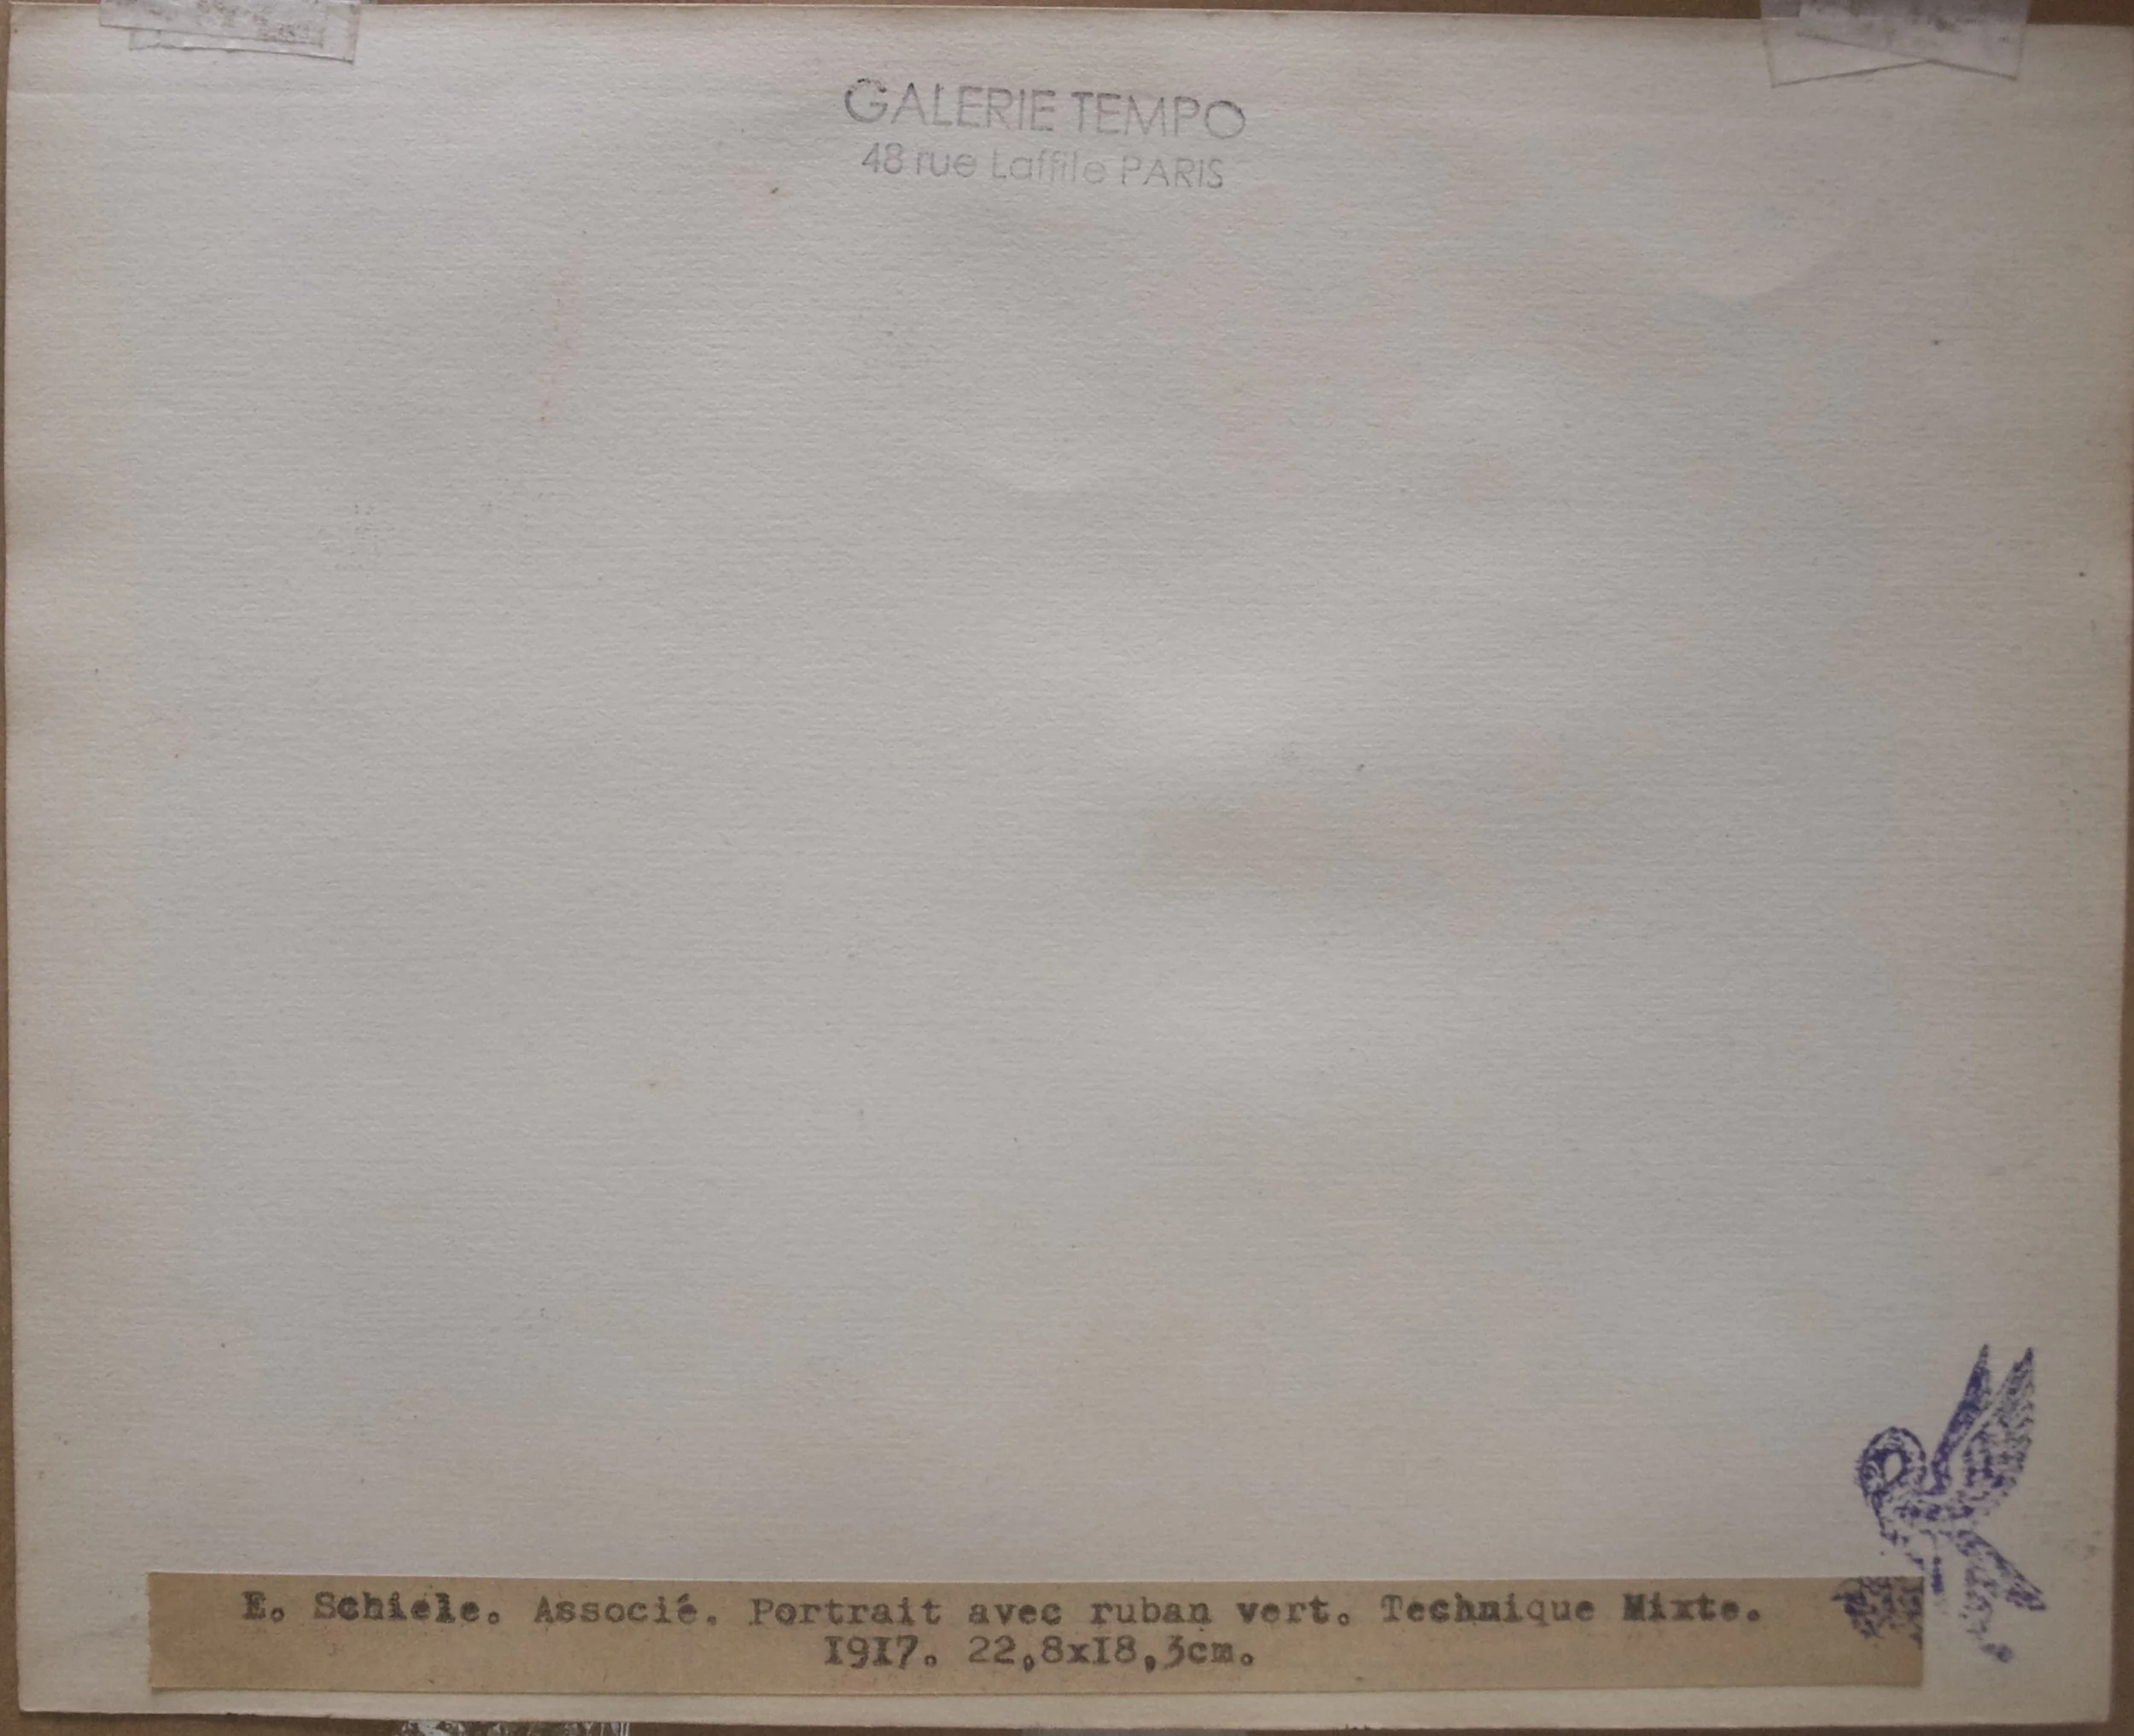 GALERIE TEMPO
48 rue Laffite PARIS
E. Schiele. Associé. Portrait avec ruban vert. Technique Mixte.
1917. 22,8x18,3cm.